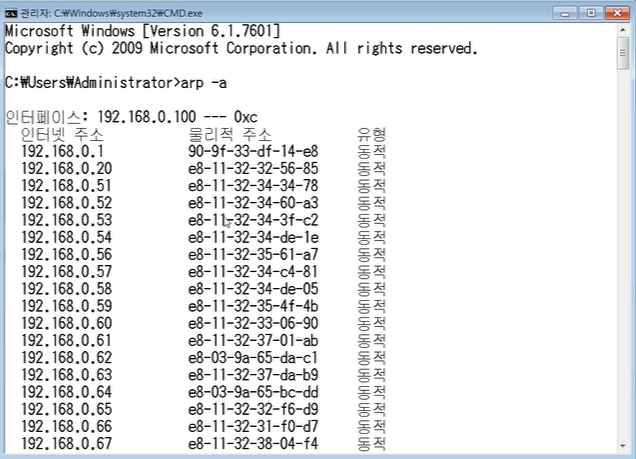 관리자: C:₩Windows₩system32₩CMD.exe
Microsoft Windows [Version 6.1.7601]
Copyright (c) 2009 Microsoft Corporation. All rights reserved.
C:₩Users₩Administrator>arp -a
인터페이스: 192.168.0.100 --- 0xc
인터넷 주소 물리적 주소 유형
192.168.0.1 90-9f-33-df-14-e8 동적
192.168.0.20 e8-11-32-32-56-85 동적
192.168.0.51 e8-11-32-34-34-78 동적
192.168.0.52 e8-11-32-34-60-a3 동적
192.168.0.53 e8-11-32-34-3f-c2 동적
192.168.0.54 e8-11-32-34-de-1e 동적
192.168.0.56 e8-11-32-35-61-a7 동적
192.168.0.57 e8-11-32-34-c4-81 동적
192.168.0.58 e8-11-32-34-de-05 동적
192.168.0.59 e8-11-32-35-4f-4b 동적
192.168.0.60 e8-11-32-33-06-90 동적
192.168.0.61 e8-11-32-37-01-ab 동적
192.168.0.62 e8-03-9a-65-da-c1 동적
192.168.0.63 e8-11-32-37-da-b9 동적
192.168.0.64 e8-03-9a-65-bc-dd 동적
192.168.0.65 e8-11-32-32-f6-d9 동적
192.168.0.66 e8-11-32-31-f0-d7 동적
192.168.0.67 e8-11-32-38-04-f4 동적